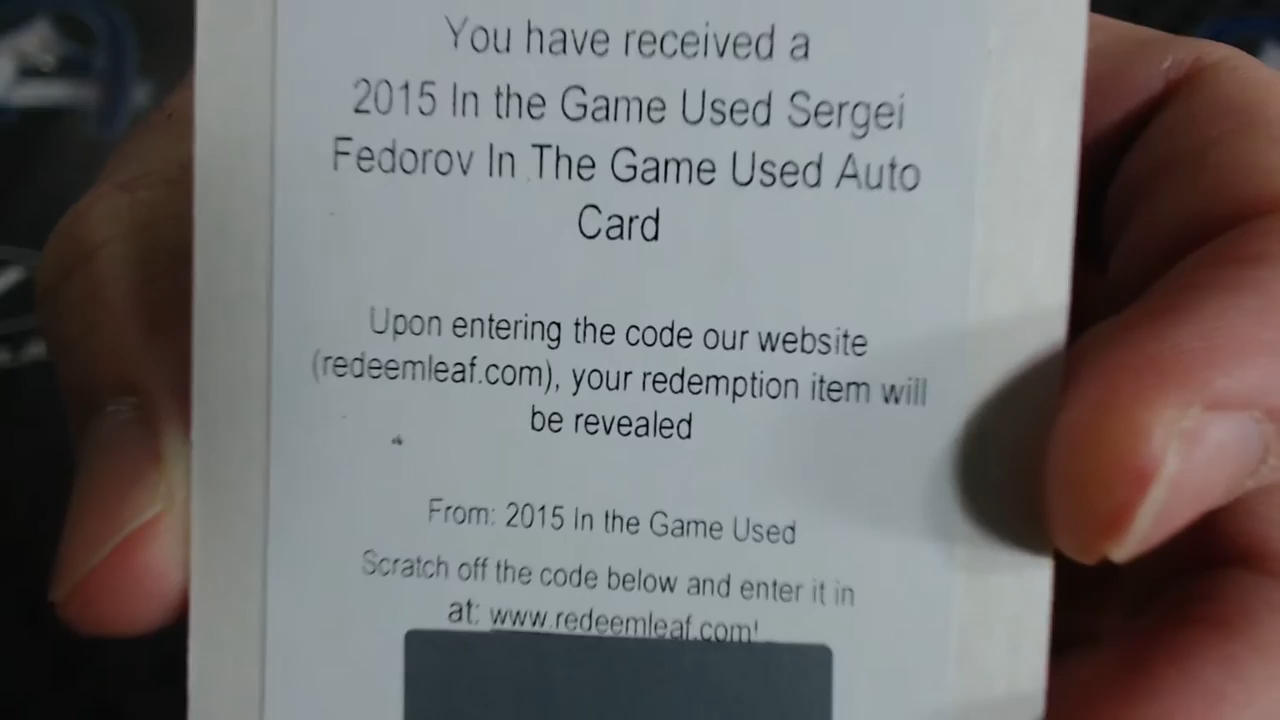 You have received a
2015 In the Game Used Sergei
Fedorov In The Game Used Auto
Card
Upon entering the code our website
(redeemleaf.com), your redemption item will
be revealed
From: 2015 In the Game Used
Scratch off the code below and enter it in
at: www.redeemleaf.com!